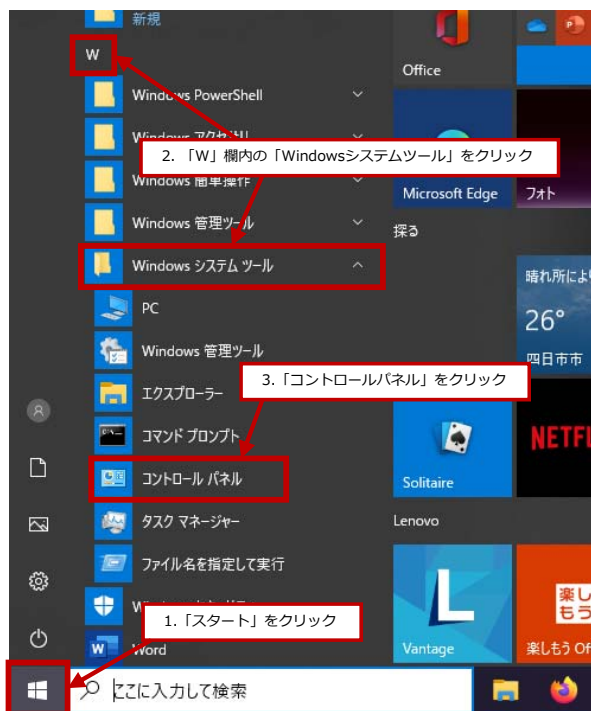 新規
W
Office
Windows PowerShell
2. 「W」欄内の「Windowsシステムツール」をクリック
Windows 簡単操作
Microsoft Edge
フォト
Windows 管理ツール
探る
Windows システム ツール
晴れ所によ
PC
26°
Windows 管理ツール
四日市市
3.「コントロールパネル」をクリック
エクスプローラー
コマンド プロンプト
NETFL
コントロール パネル
Solitaire
タスク マネージャー
Lenovo
ファイル名を指定して実行
楽し
もう
1.「スタート」をクリック
Word
Vantage
楽しもう Of
ここに入力して検索